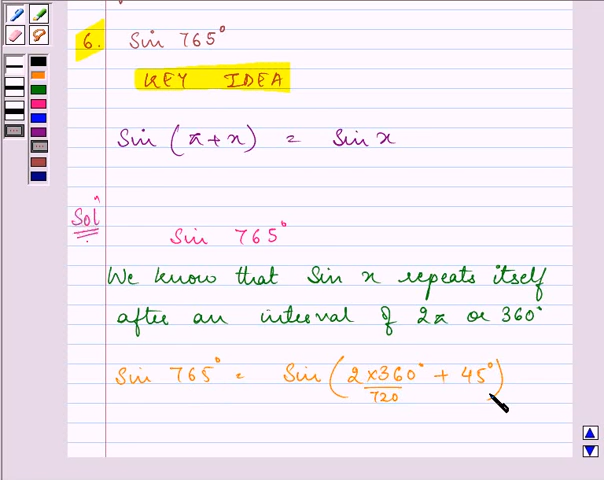 6. Sin 765°
KEY IDEA
Sin (π + x) = Sin x
Sol^n
Sin 765°
We know that Sin x repeats itself
after an interval of 2π or 360°
Sin 765° = Sin (2 x 360° + 45°)
720